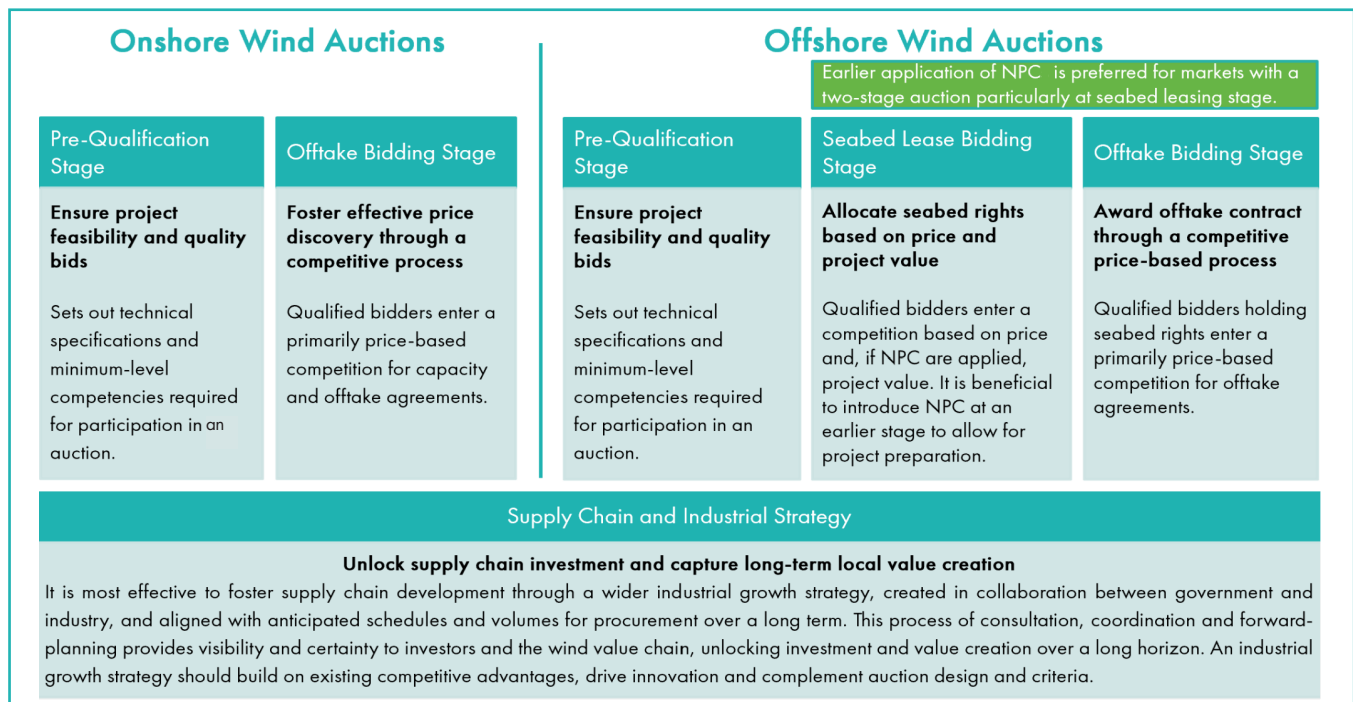 Onshore Wind Auctions
Offshore Wind Auctions
Earlier application of NPC is preferred for markets with a
two-stage auction particularly at seabed leasing stage.
Pre-Qualification
Stage
Ensure project
feasibility and quality
bids
Sets out technical
specifications and
minimum-level
competencies required
for participation in an
auction.
Offtake Bidding Stage
Foster effective price
discovery through a
competitive process
Qualified bidders enter a
primarily price-based
competition for capacity
and offtake agreements.
Pre-Qualification
Stage
Ensure project
feasibility and quality
bids
Sets out technical
specifications and
minimum-level
competencies required
for participation in an
auction.
Seabed Lease Bidding
Stage
Allocate seabed rights
based on price and
project value
Qualified bidders enter a
competition based on price
and, if NPC are applied,
project value. It is beneficial
to introduce NPC at an
earlier stage to allow for
project preparation.
Offtake Bidding Stage
Award offtake contract
through a competitive
price-based process
Qualified bidders holding
seabed rights enter a
primarily price-based
competition for offtake
agreements.
Supply Chain and Industrial Strategy
Unlock supply chain investment and capture long-term local value creation
It is most effective to foster supply chain development through a wider industrial growth strategy, created in collaboration between government and
industry, and aligned with anticipated schedules and volumes for procurement over a long term. This process of consultation, coordination and forward-
planning provides visibility and certainty to investors and the wind value chain, unlocking investment and value creation over a long horizon. An industrial
growth strategy should build on existing competitive advantages, drive innovation and complement auction design and criteria.